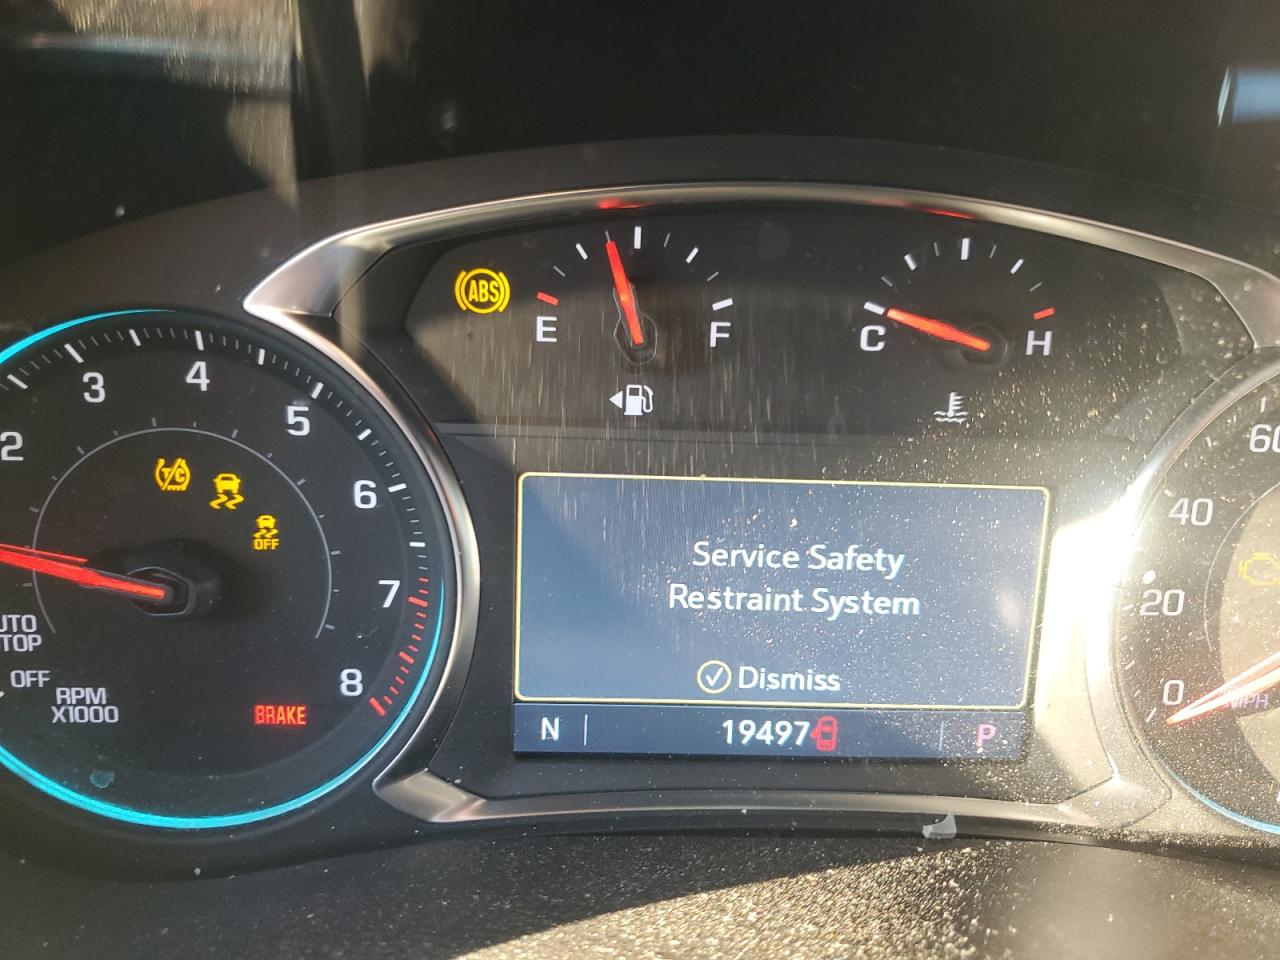 ABS
E F
C H
2 3 4 5 6 7 8
T/C
OFF
UTO
TOP
OFF
RPM
X1000
BRAKE
Service Safety
Restraint System
Dismiss
N 19497 P
60
40
20
0
MPH